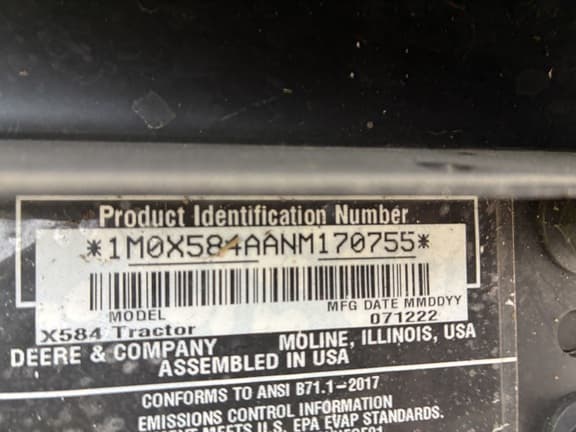 Product Identification Number
*1M0X584AANM170755*
MODEL
MFG DATE MMDDYY
X584 Tractor
071222
DEERE & COMPANY
MOLINE, ILLINOIS, USA
ASSEMBLED IN USA
CONFORMS TO ANSI B71.1-2017
EMISSIONS CONTROL INFORMATION
MEETS U.S. EPA EVAP STANDARDS.